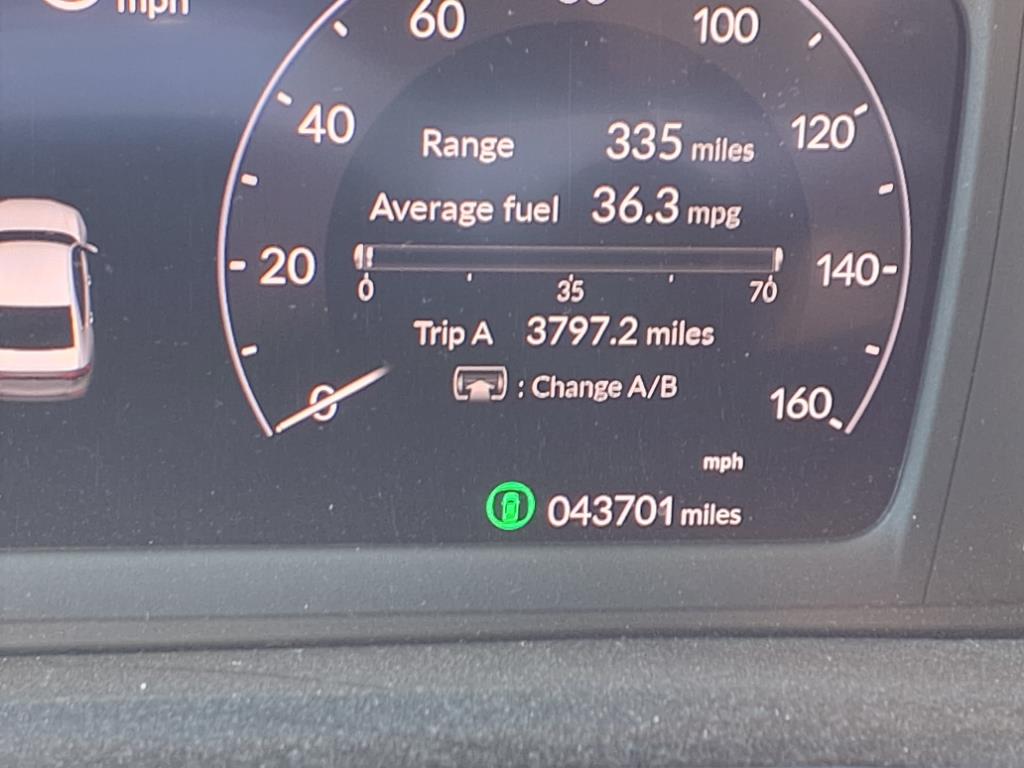 mph
60 100
40 120
Range 335 miles
Average fuel 36.3 mpg
20 140
0 35 70
Trip A 3797.2 miles
: Change A/B
0 160
mph
043701 miles